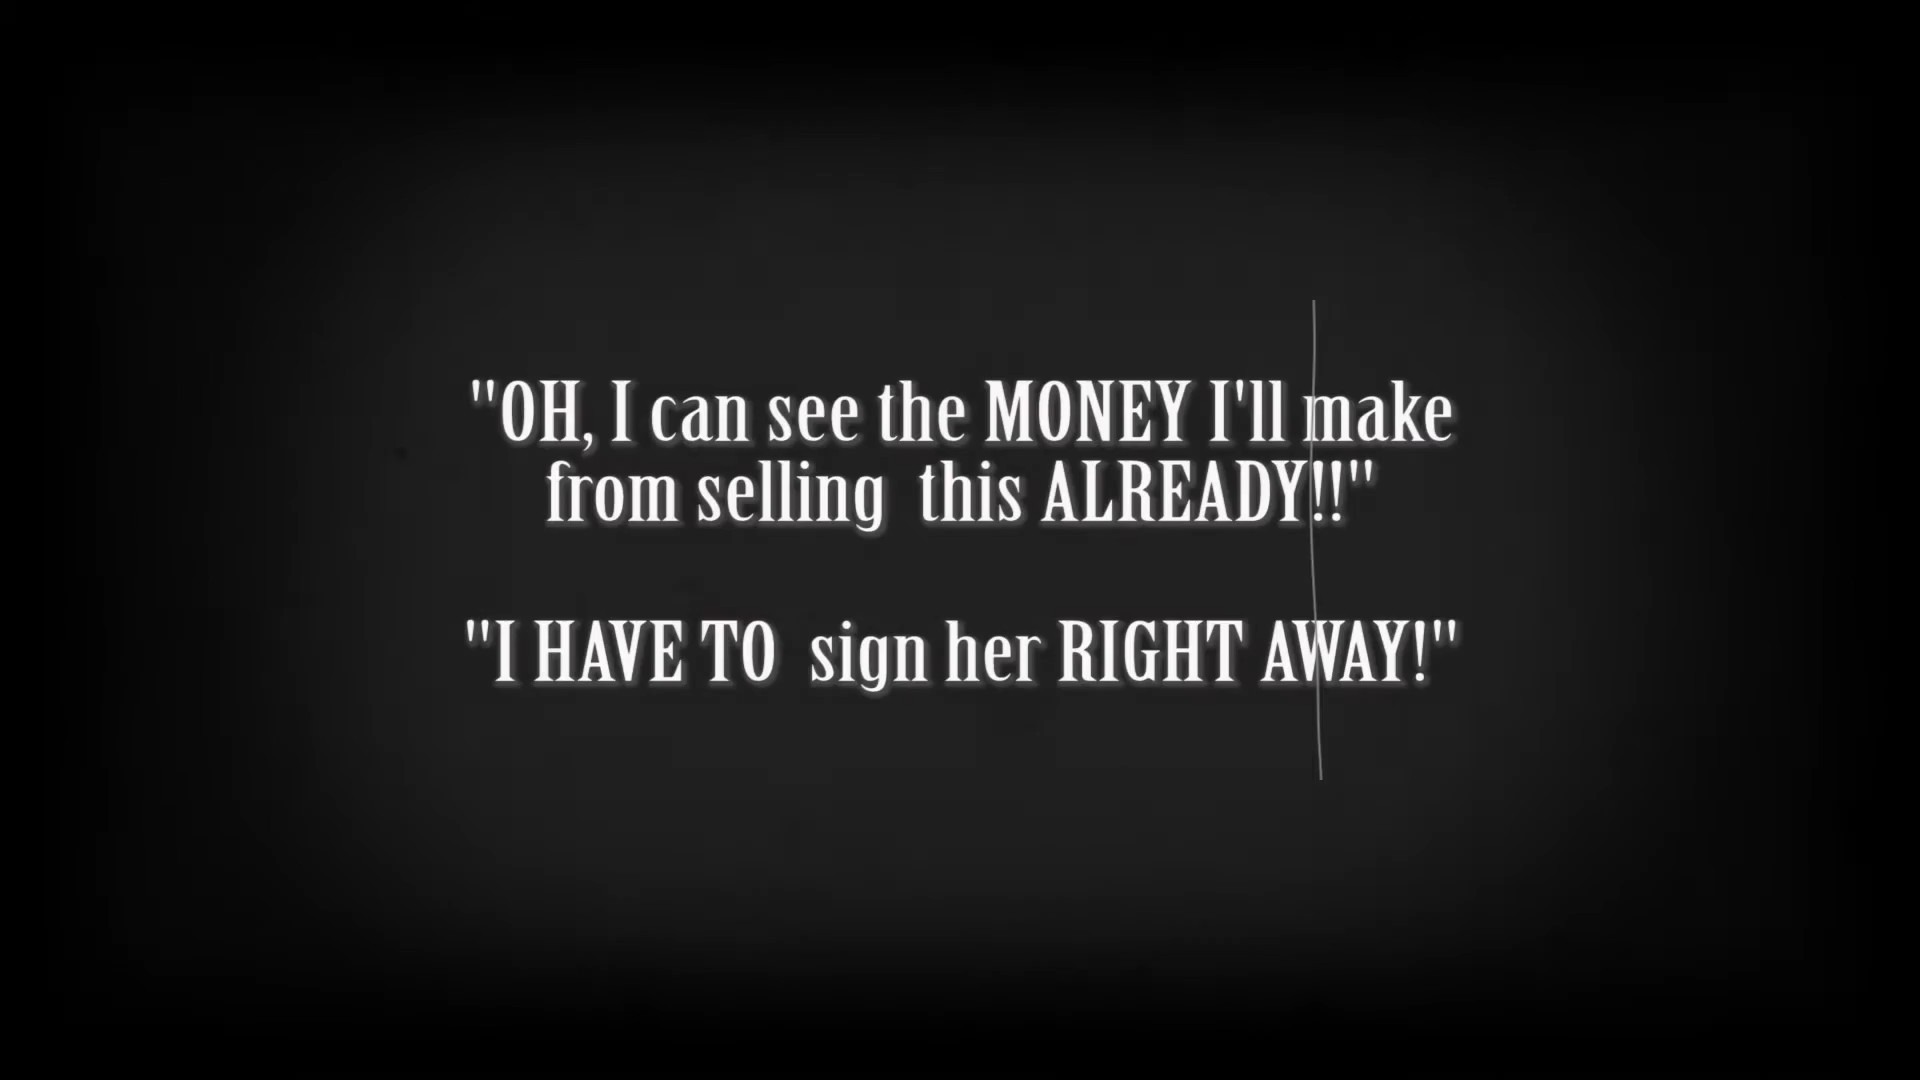 "OH, I can see the MONEY I'll make
from selling  this ALREADY!!"
"I HAVE TO  sign her RIGHT AWAY!"